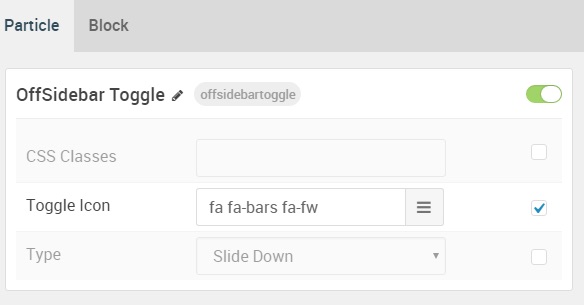 Particle Block
OffSidebar Toggle offsidebartoggle
CSS Classes
Toggle Icon fa fa-bars fa-fw
Type Slide Down